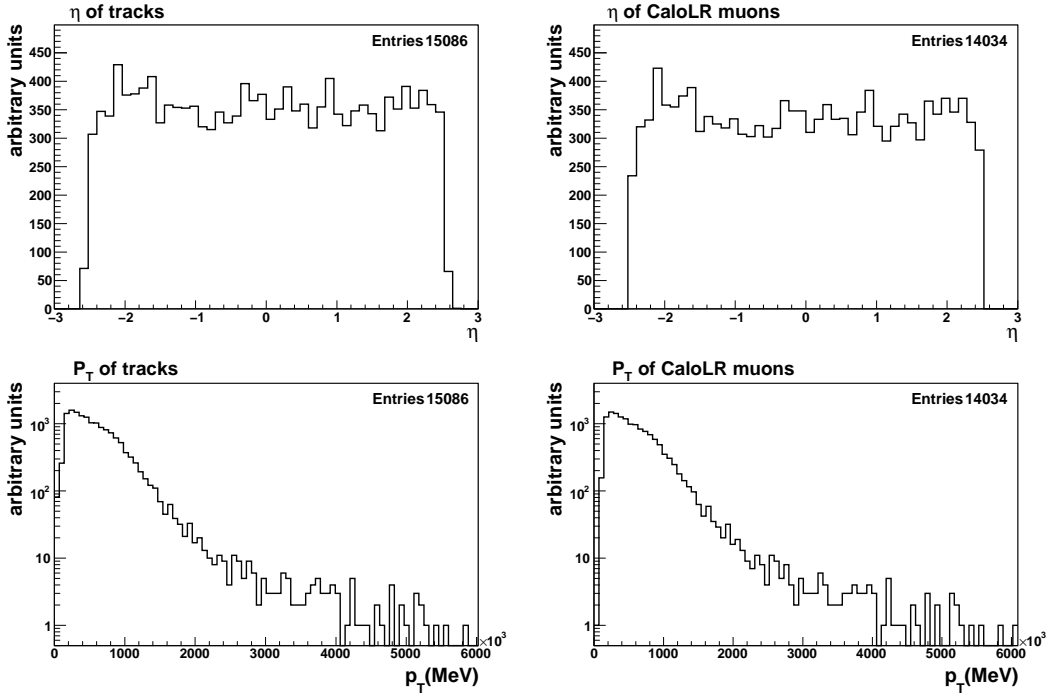 η of tracks
Entries 15086
arbitrary units
450
400
350
300
250
200
150
100
50
0
−3 −2 −1 0 1 2 3
η
η of CaloLR muons
Entries 14034
arbitrary units
450
400
350
300
250
200
150
100
50
0
−3 −2 −1 0 1 2 3
η
P_T of tracks
Entries 15086
arbitrary units
10^3
10^2
10
1
0 1000 2000 3000 4000 5000 6000
×10^3
p_T(MeV)
P_T of CaloLR muons
Entries 14034
arbitrary units
10^3
10^2
10
1
0 1000 2000 3000 4000 5000 6000
×10^3
p_T(MeV)